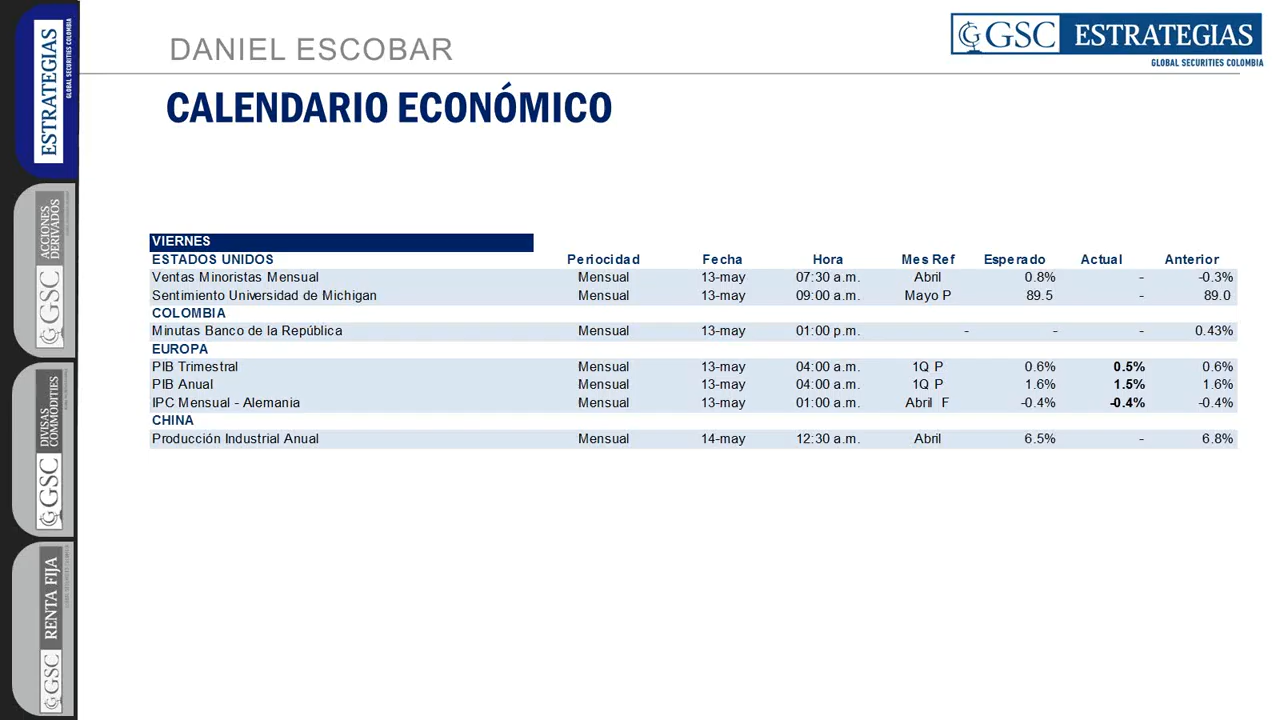 DANIEL ESCOBAR
GSC ESTRATEGIAS
GLOBAL SECURITIES COLOMBIA
CALENDARIO ECONÓMICO
ESTRATEGIAS
GLOBAL SECURITIES COLOMBIA
GSC ACCIONES DERIVADOS
GSC DIVISAS COMMODITIES
GSC RENTA FIJA
VIERNES
ESTADOS UNIDOS Periocidad Fecha Hora Mes Ref Esperado Actual Anterior
Ventas Minoristas Mensual Mensual 13-may 07:30 a.m. Abril 0.8% - -0.3%
Sentimiento Universidad de Michigan Mensual 13-may 09:00 a.m. Mayo P 89.5 - 89.0
COLOMBIA
Minutas Banco de la República Mensual 13-may 01:00 p.m. - - - 0.43%
EUROPA
PIB Trimestral Mensual 13-may 04:00 a.m. 1Q P 0.6% 0.5% 0.6%
PIB Anual Mensual 13-may 04:00 a.m. 1Q P 1.6% 1.5% 1.6%
IPC Mensual - Alemania Mensual 13-may 01:00 a.m. Abril F -0.4% -0.4% -0.4%
CHINA
Producción Industrial Anual Mensual 14-may 12:30 a.m. Abril 6.5% - 6.8%